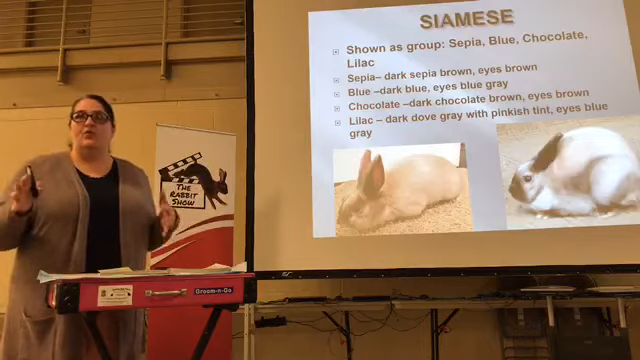 SIAMESE
Shown as group: Sepia, Blue, Chocolate,
Lilac
Sepia– dark sepia brown, eyes brown
Blue –dark blue, eyes blue gray
Chocolate –dark chocolate brown, eyes brown
Lilac – dark dove gray with pinkish tint, eyes blue
gray
THE
RABBIT
SHOW
Groom-n-Go